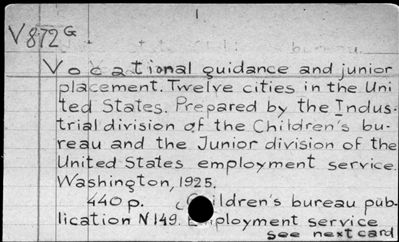 V872G
Vocational guidance and junior
placement. Twelve cities in the Uni
ted States. Prepared by the Indus-
trial division of the Children's bu-
reau and the Junior division of the
United States employment service.
Washington, 1925.
440 p. (Children's bureau pub-
lication N 149. Employment service
see next card